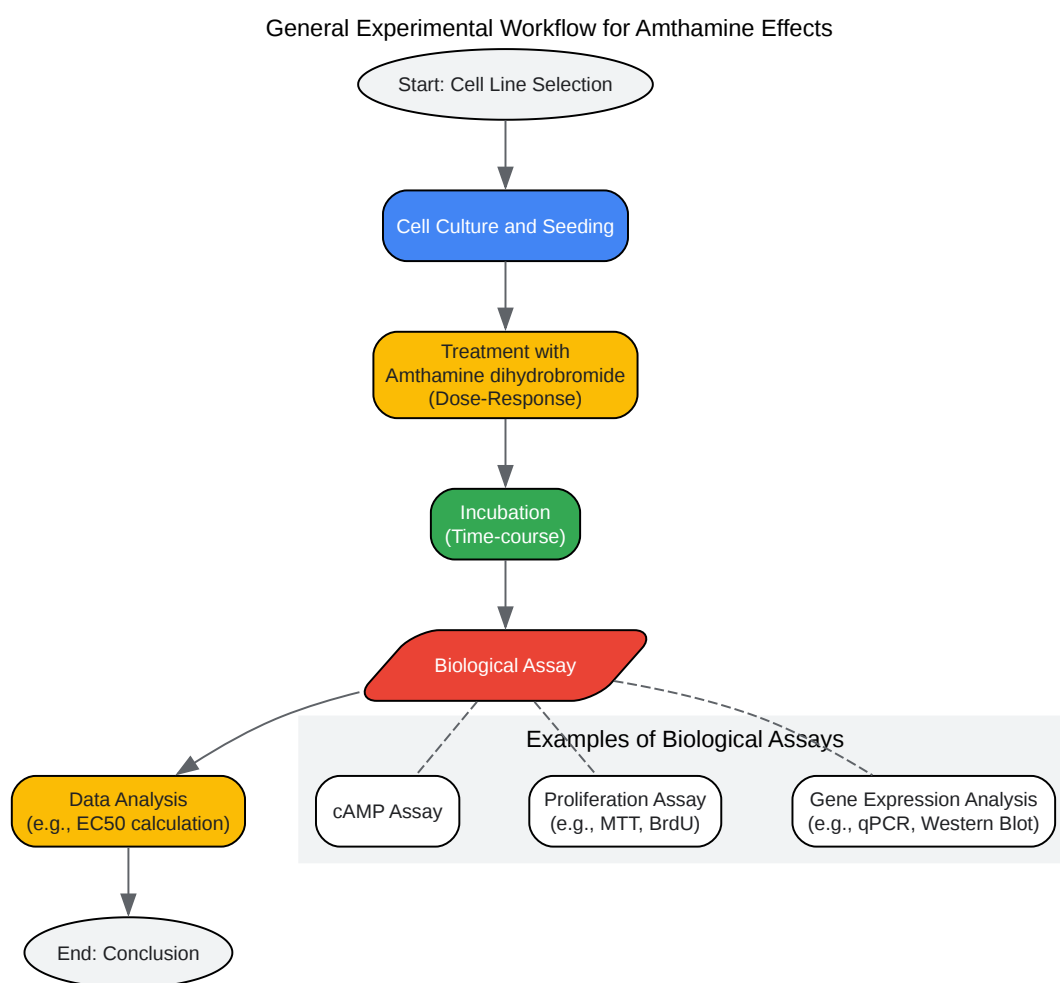 General Experimental Workflow for Amthamine Effects
Start: Cell Line Selection
Cell Culture and Seeding
Treatment with
Amthamine dihydrobromide
(Dose-Response)
Incubation
(Time-course)
Biological Assay
Examples of Biological Assays
Data Analysis
(e.g., EC50 calculation)
cAMP Assay
Proliferation Assay
(e.g., MTT, BrdU)
Gene Expression Analysis
(e.g., qPCR, Western Blot)
End: Conclusion